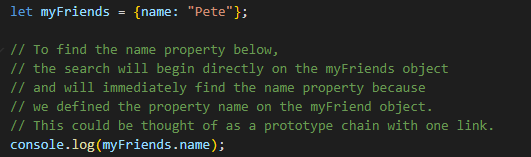 let myFriends = {name: "Pete"};
// To find the name property below,
// the search will begin directly on the myFriends object
// and will immediately find the name property because
// we defined the property name on the myFriend object.
// This could be thought of as a prototype chain with one link.
console.log(myFriends.name);